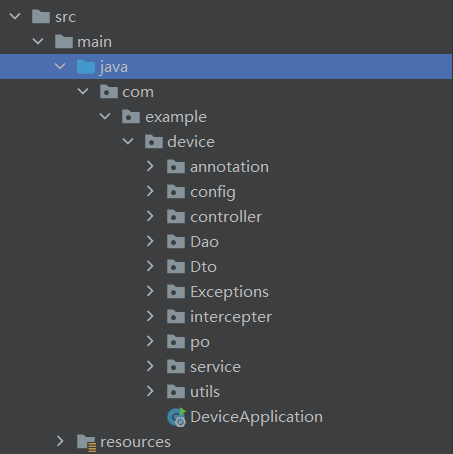 src
main
java
com
example
device
annotation
config
controller
Dao
Dto
Exceptions
intercepter
po
service
utils
DeviceApplication
resources